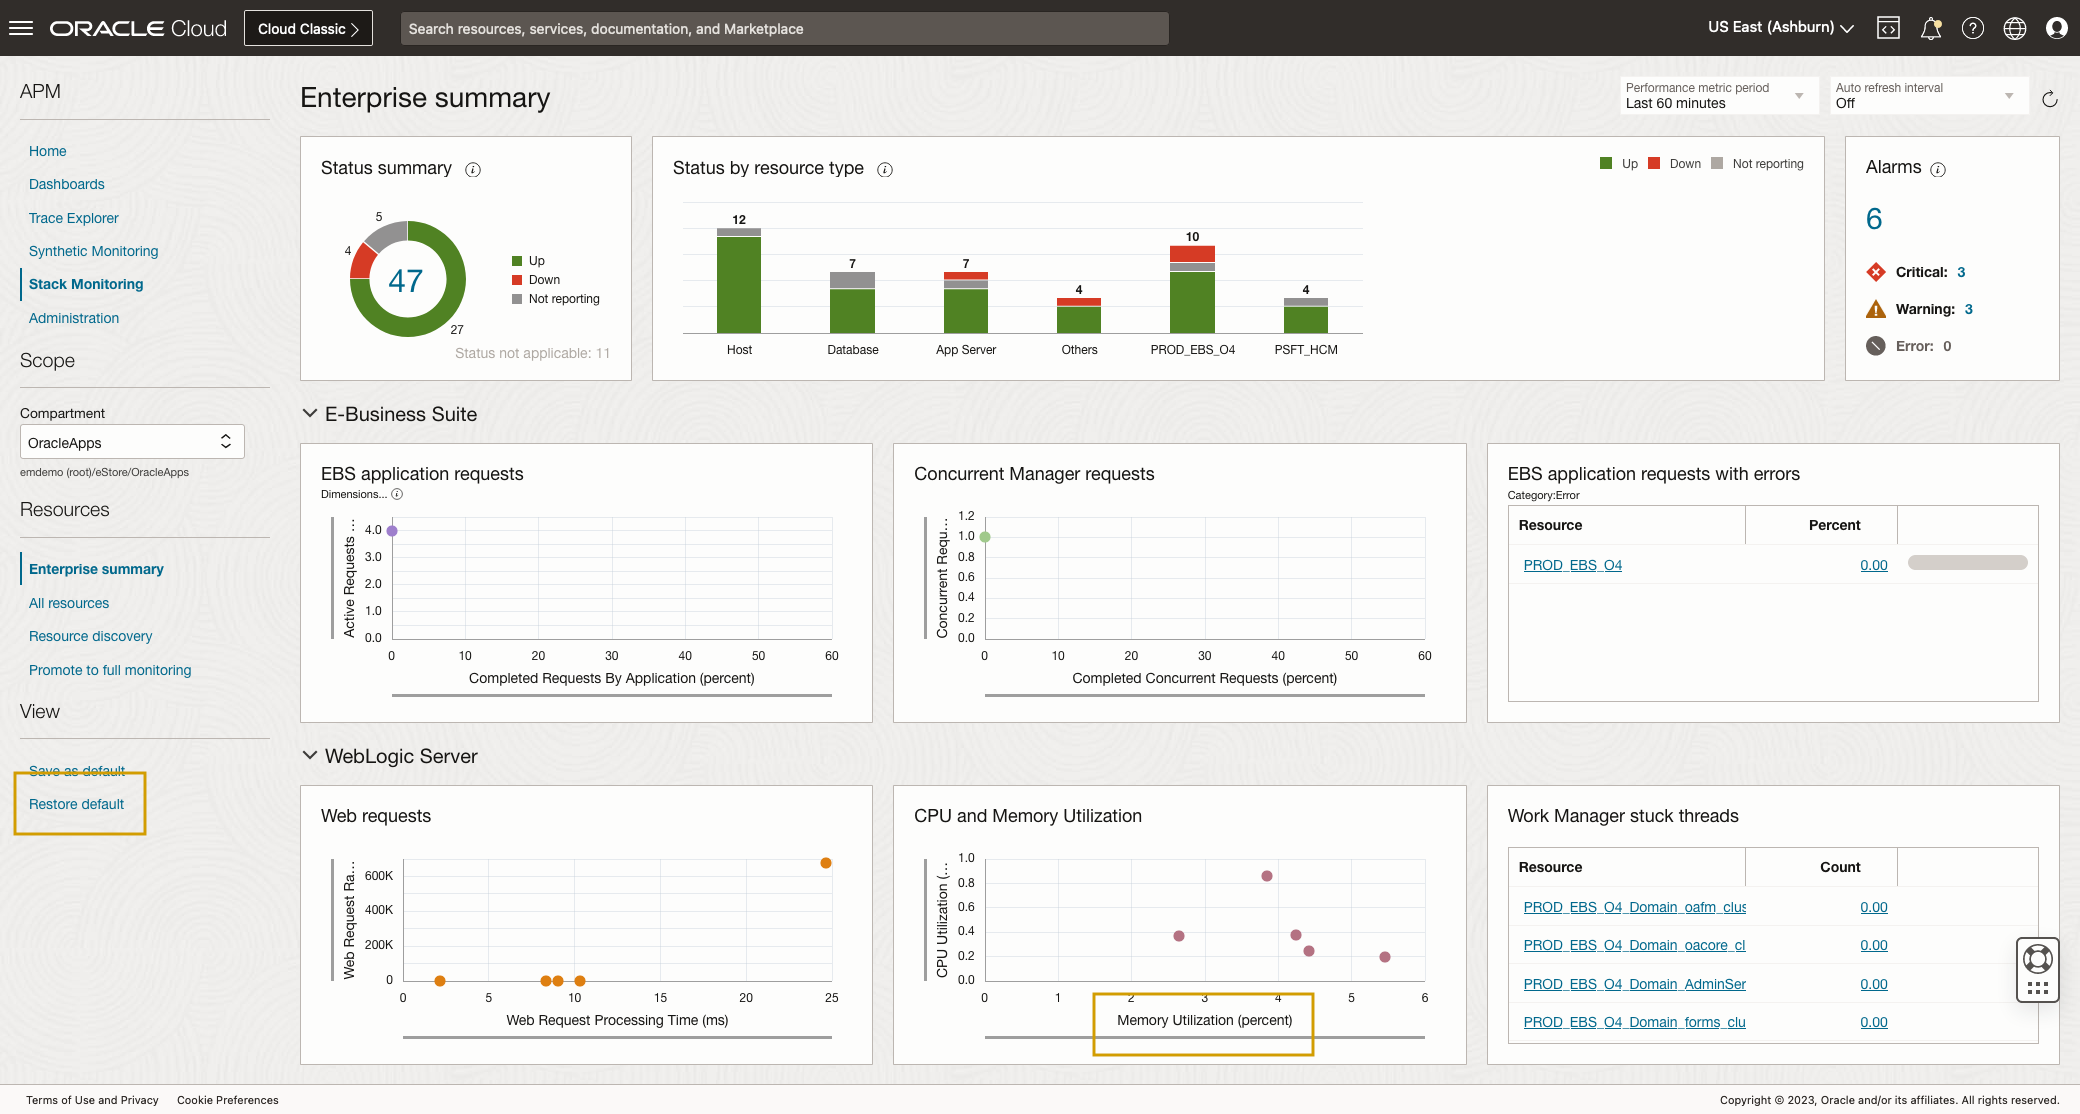 ORACLE Cloud
Cloud Classic
Search resources, services, documentation, and Marketplace
US East (Ashburn)
APM
Home
Dashboards
Trace Explorer
Synthetic Monitoring
Stack Monitoring
Administration
Scope
Compartment
OracleApps
emdemo (root)/eStore/OracleApps
Resources
Enterprise summary
All resources
Resource discovery
Promote to full monitoring
View
Save as default
Restore default
Enterprise summary
Performance metric period
Last 60 minutes
Auto refresh interval
Off
Status summary
5
4
47
27
Up
Down
Not reporting
Status not applicable: 11
Status by resource type
Up Down Not reporting
12 7 7 4 10 4
Host Database App Server Others PROD_EBS_O4 PSFT_HCM
Alarms
6
Critical: 3
Warning: 3
Error: 0
E-Business Suite
EBS application requests
Dimensions...
Active Requests ...
4.0
3.0
2.0
1.0
0.0
0 10 20 30 40 50 60
Completed Requests By Application (percent)
Concurrent Manager requests
Concurrent Requ...
1.2
1.0
0.8
0.6
0.4
0.2
0.0
0 10 20 30 40 50 60
Completed Concurrent Requests (percent)
EBS application requests with errors
Category:Error
Resource Percent
PROD_EBS_O4 0.00
WebLogic Server
Web requests
Web Request Ra...
600K
400K
200K
0
0 5 10 15 20 25
Web Request Processing Time (ms)
CPU and Memory Utilization
CPU Utilization (...
1.0
0.8
0.6
0.4
0.2
0.0
0 1 2 3 4 5 6
Memory Utilization (percent)
Work Manager stuck threads
Resource Count
PROD_EBS_O4_Domain_oafm_clus 0.00
PROD_EBS_O4_Domain_oacore_cl 0.00
PROD_EBS_O4_Domain_AdminSer 0.00
PROD_EBS_O4_Domain_forms_clu 0.00
Terms of Use and Privacy Cookie Preferences
Copyright © 2023, Oracle and/or its affiliates. All rights reserved.